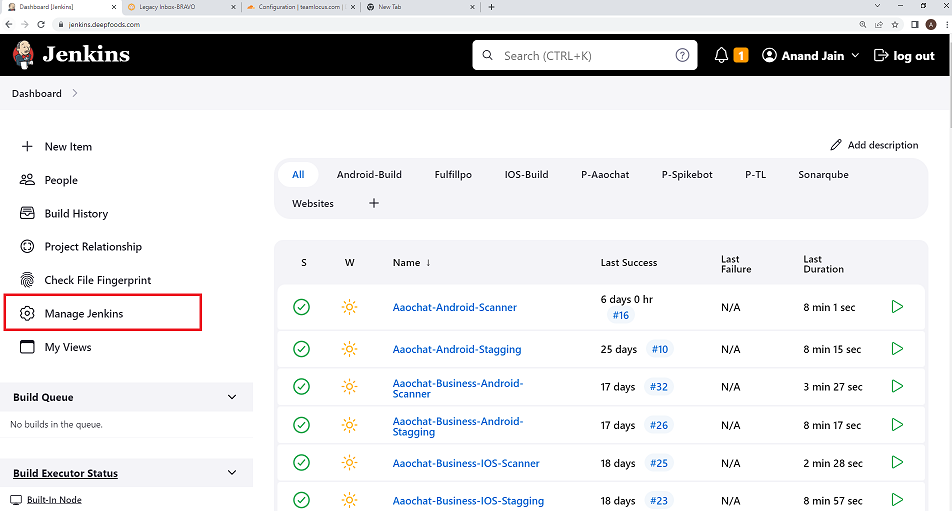 Dashboard [Jenkins]
Legacy Inbox-BRAVO
Configuration | teamlocus.com |
New Tab
jenkins.deepfoods.com
A
Jenkins
Search (CTRL+K)
?
1
Anand Jain
log out
Dashboard
New Item
People
Build History
Project Relationship
Check File Fingerprint
Manage Jenkins
My Views
Build Queue
No builds in the queue.
Build Executor Status
Built-In Node
Add description
All Android-Build Fulfillpo IOS-Build P-Aaochat P-Spikebot P-TL Sonarqube
Websites +
S W Name ↓ Last Success Last Failure Last Duration
Aaochat-Android-Scanner 6 days 0 hr #16 N/A 8 min 1 sec
Aaochat-Android-Stagging 25 days #10 N/A 8 min 15 sec
Aaochat-Business-Android-Scanner 17 days #32 N/A 3 min 27 sec
Aaochat-Business-Android-Stagging 17 days #26 N/A 8 min 17 sec
Aaochat-Business-IOS-Scanner 18 days #25 N/A 2 min 28 sec
Aaochat-Business-IOS-Stagging 18 days #23 N/A 8 min 57 sec